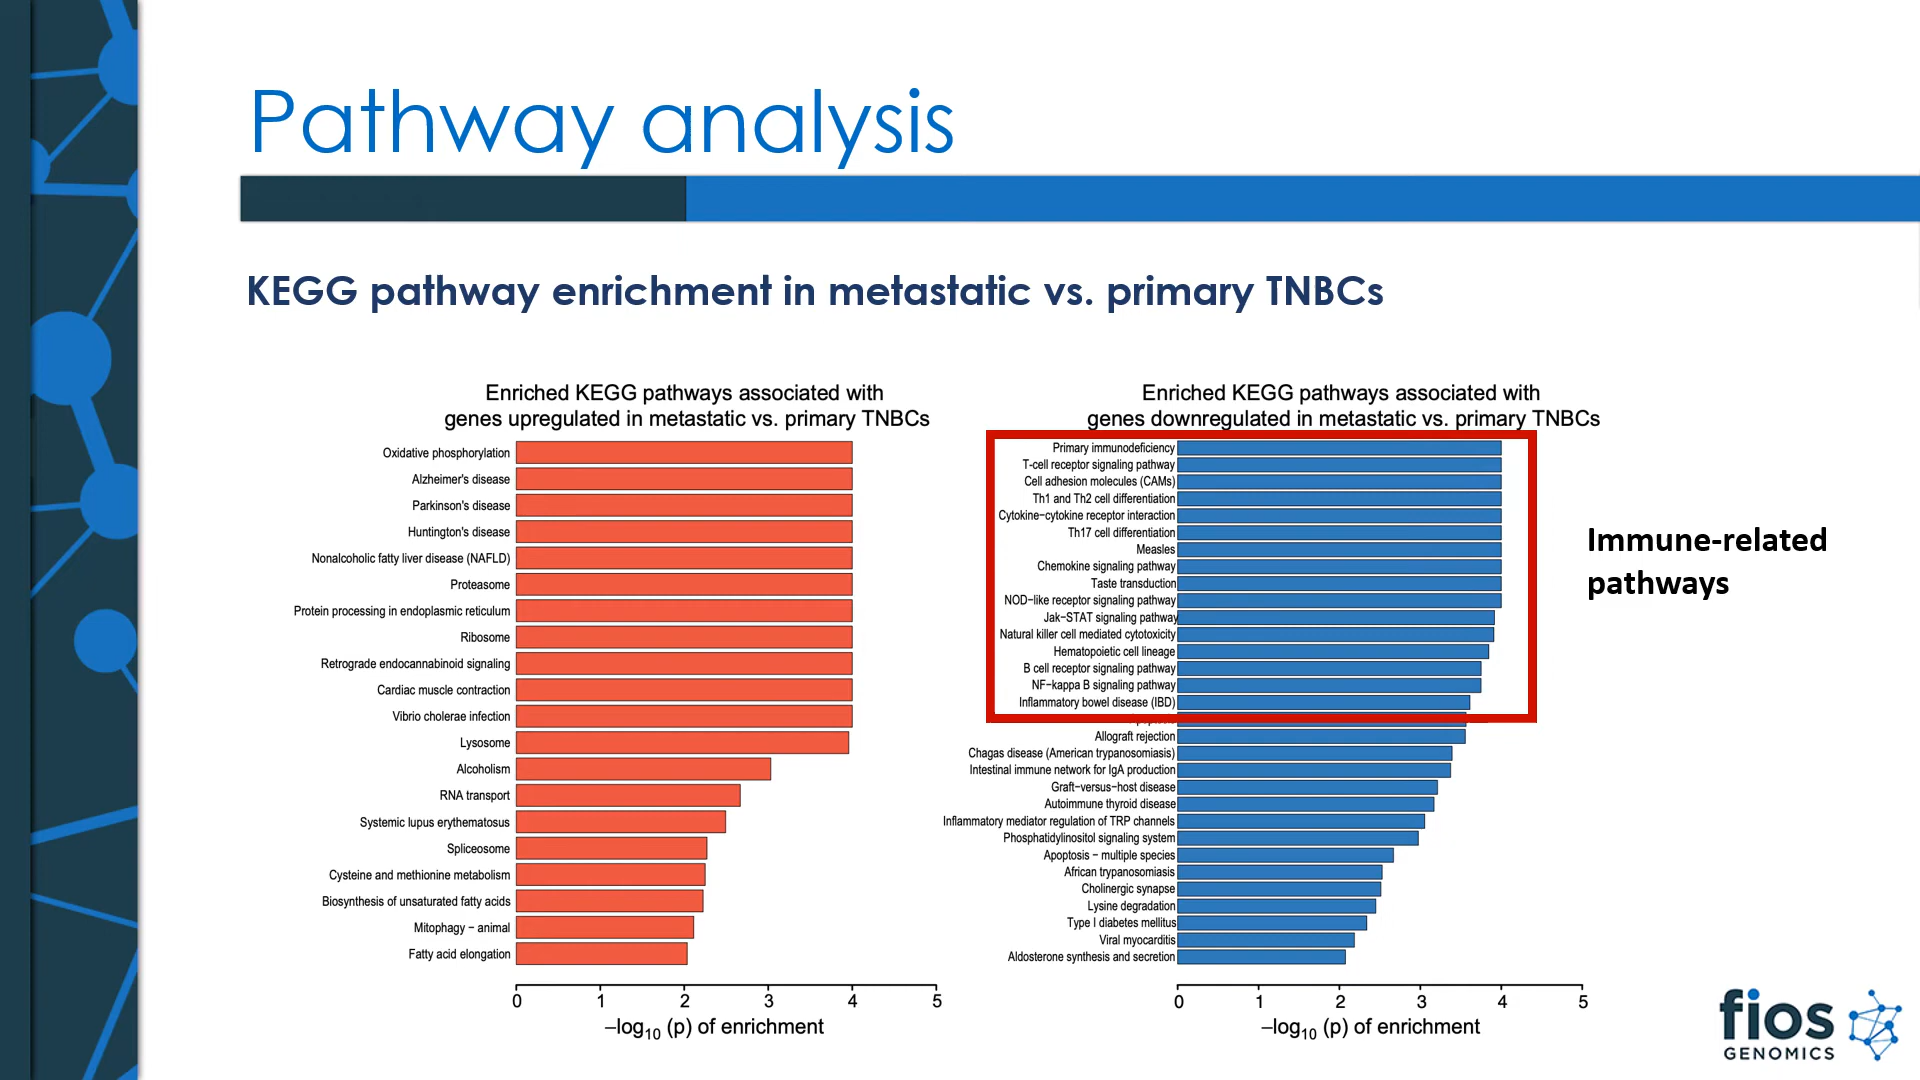 Pathway analysis
KEGG pathway enrichment in metastatic vs. primary TNBCs
Enriched KEGG pathways associated with
genes upregulated in metastatic vs. primary TNBCs
Oxidative phosphorylation
Alzheimer's disease
Parkinson's disease
Huntington's disease
Nonalcoholic fatty liver disease (NAFLD)
Proteasome
Protein processing in endoplasmic reticulum
Ribosome
Retrograde endocannabinoid signaling
Cardiac muscle contraction
Vibrio cholerae infection
Lysosome
Alcoholism
RNA transport
Systemic lupus erythematosus
Spliceosome
Cysteine and methionine metabolism
Biosynthesis of unsaturated fatty acids
Mitophagy − animal
Fatty acid elongation
0 1 2 3 4 5
−log10 (p) of enrichment
Enriched KEGG pathways associated with
genes downregulated in metastatic vs. primary TNBCs
Primary immunodeficiency
T-cell receptor signaling pathway
Cell adhesion molecules (CAMs)
Th1 and Th2 cell differentiation
Cytokine−cytokine receptor interaction
Th17 cell differentiation
Measles
Chemokine signaling pathway
Taste transduction
NOD−like receptor signaling pathway
Jak−STAT signaling pathway
Natural killer cell mediated cytotoxicity
Hematopoietic cell lineage
B cell receptor signaling pathway
NF−kappa B signaling pathway
Inflammatory bowel disease (IBD)
Allograft rejection
Chagas disease (American trypanosomiasis)
Intestinal immune network for IgA production
Graft−versus−host disease
Autoimmune thyroid disease
Inflammatory mediator regulation of TRP channels
Phosphatidylinositol signaling system
Apoptosis − multiple species
African trypanosomiasis
Cholinergic synapse
Lysine degradation
Type I diabetes mellitus
Viral myocarditis
Aldosterone synthesis and secretion
0 1 2 3 4 5
−log10 (p) of enrichment
Immune-related
pathways
fios
GENOMICS